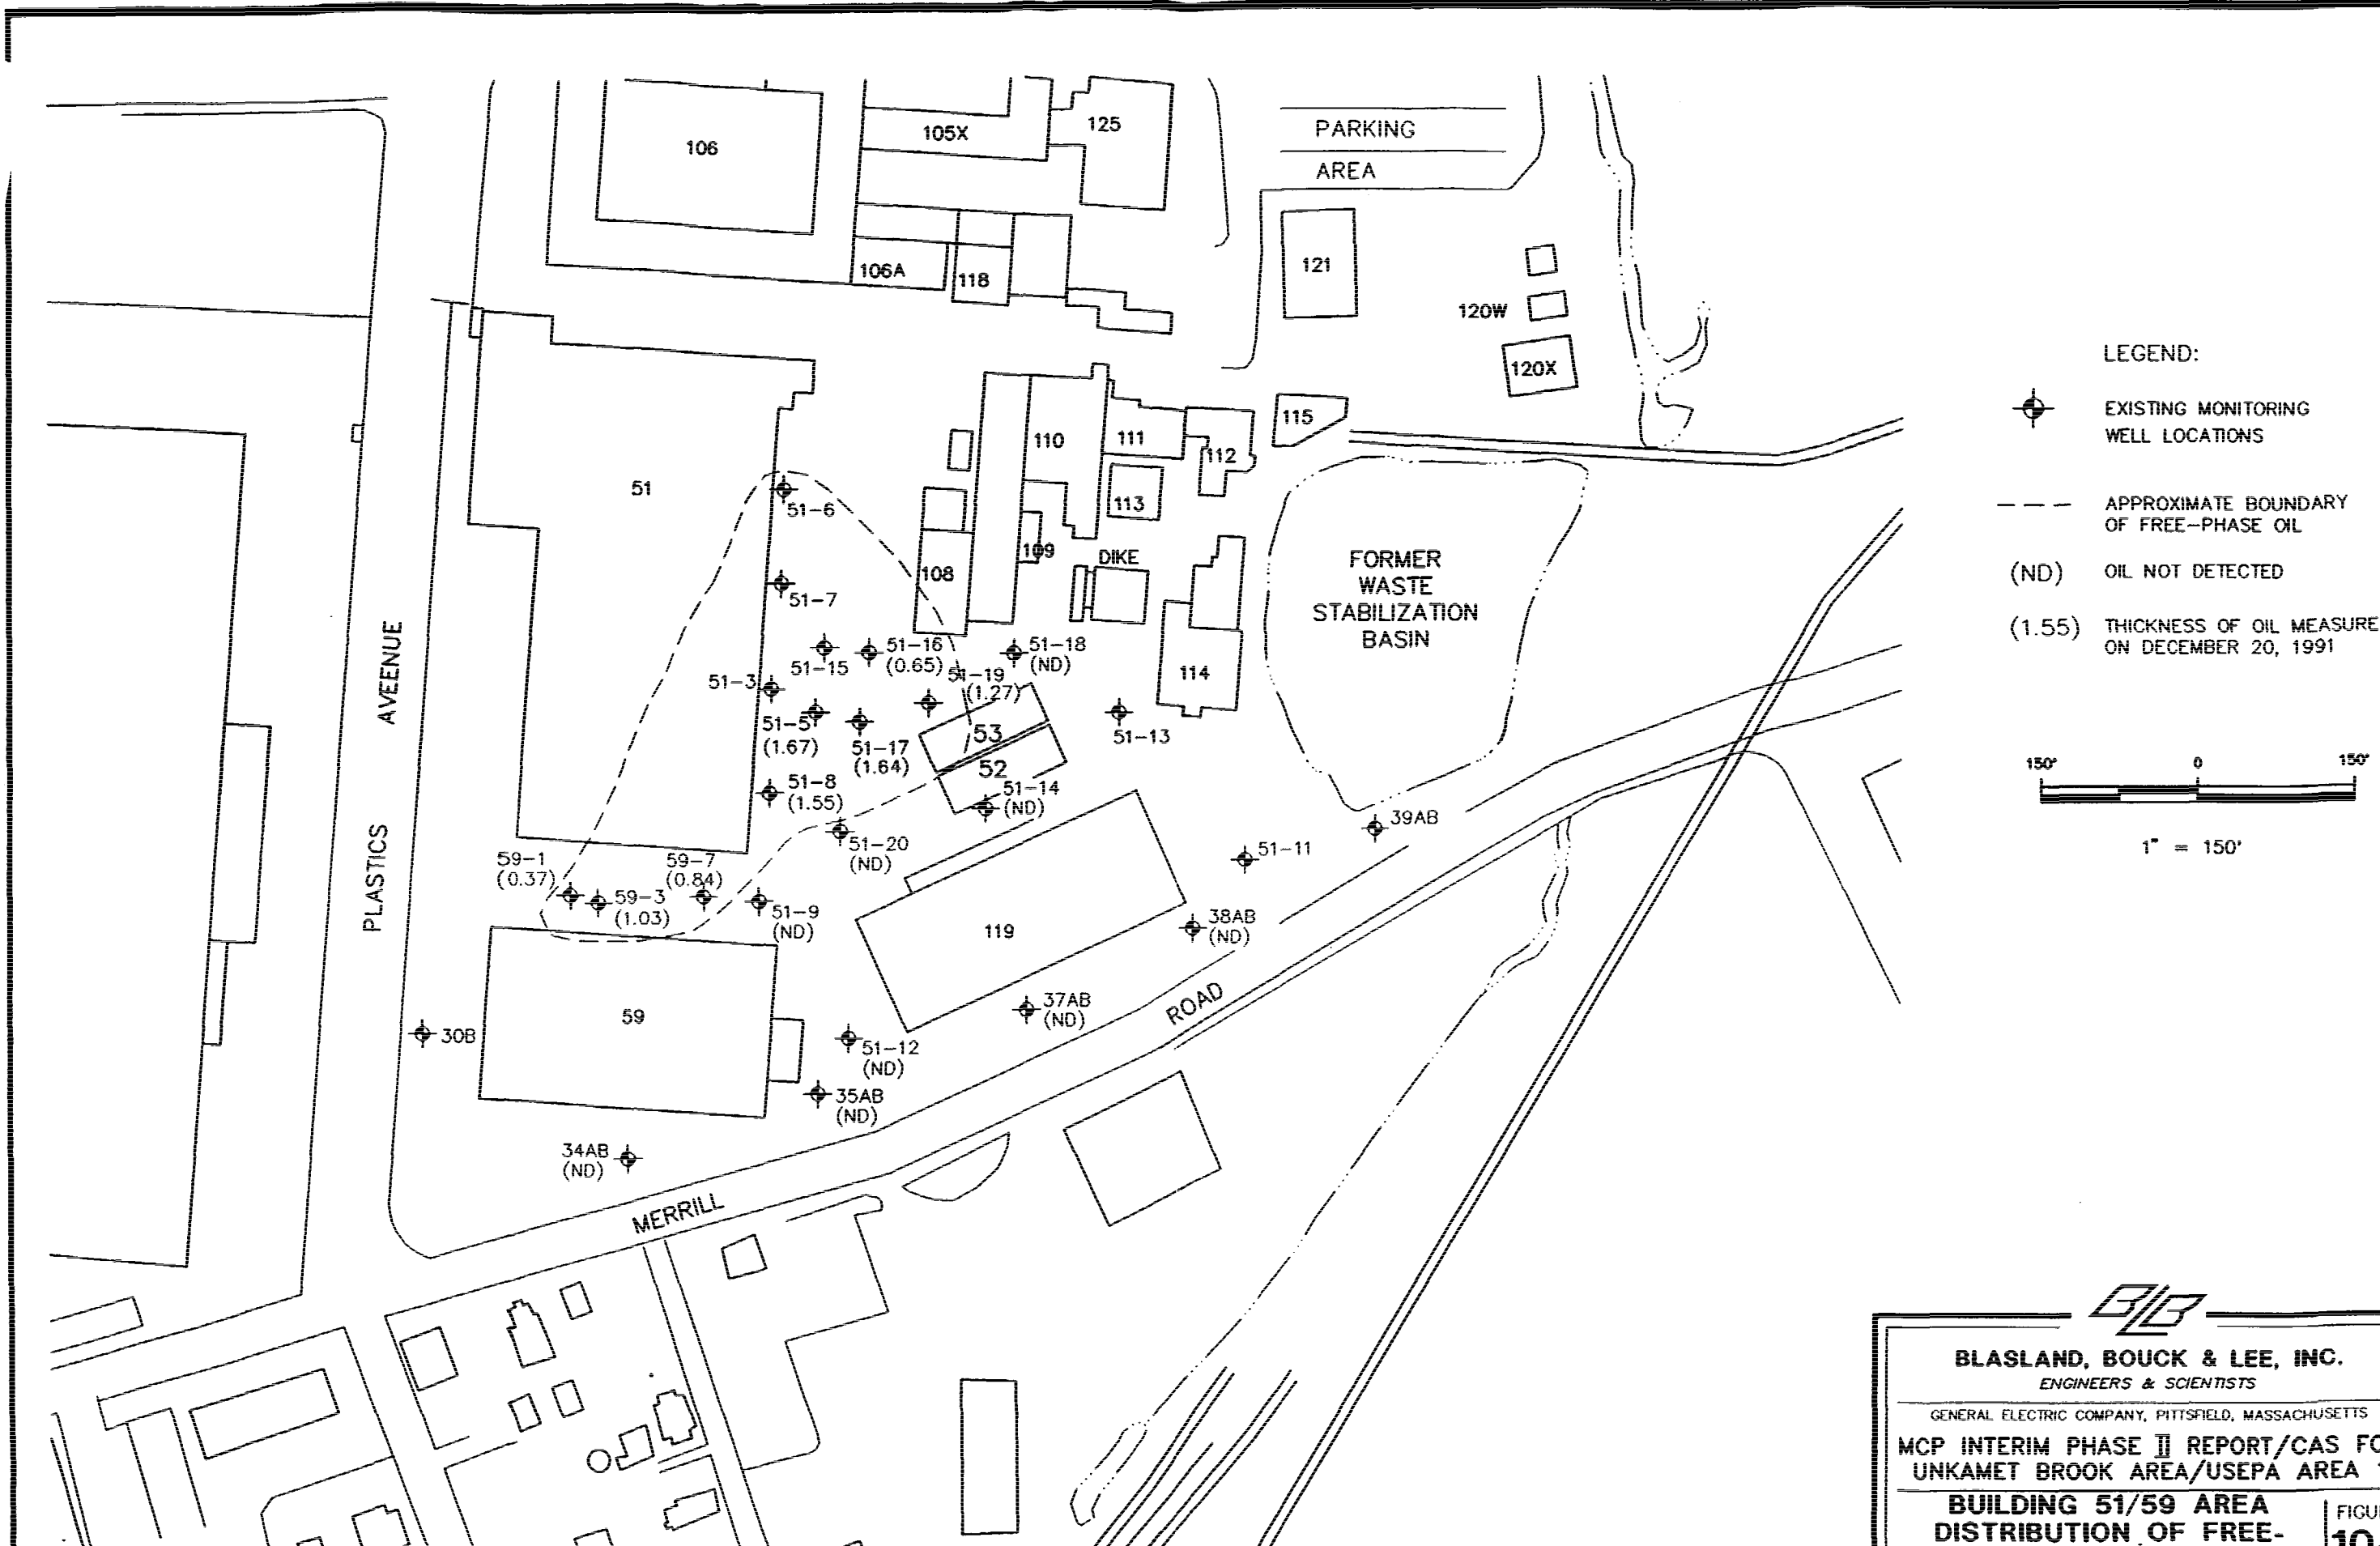 106
105X
125
PARKING
AREA
106A
118
121
120W
120X
LEGEND:
EXISTING MONITORING
WELL LOCATIONS
APPROXIMATE BOUNDARY
OF FREE-PHASE OIL
(ND) OIL NOT DETECTED
(1.55) THICKNESS OF OIL MEASURE
ON DECEMBER 20, 1991
150' 0 150'
1" = 150'
51
110
111
112
115
113
109
108
DIKE
114
FORMER
WASTE
STABILIZATION
BASIN
51-6
51-7
51-15
51-16
(0.65)
51-18
(ND)
51-19
(1.27)
51-3
51-5
(1.67)
51-17
(1.64)
53
52
51-13
51-8
(1.55)
51-14
(ND)
51-20
(ND)
51-11
39AB
59-1
(0.37)
59-3
(1.03)
59-7
(0.84)
51-9
(ND)
119
38AB
(ND)
37AB
(ND)
59
30B
51-12
(ND)
35AB
(ND)
34AB
(ND)
PLASTICS AVEENUE
MERRILL ROAD
BLASLAND, BOUCK & LEE, INC.
ENGINEERS & SCIENTISTS
GENERAL ELECTRIC COMPANY, PITTSFIELD, MASSACHUSETTS
MCP INTERIM PHASE II REPORT/CAS FO
UNKAMET BROOK AREA/USEPA AREA
BUILDING 51/59 AREA
DISTRIBUTION OF FREE-
FIGU